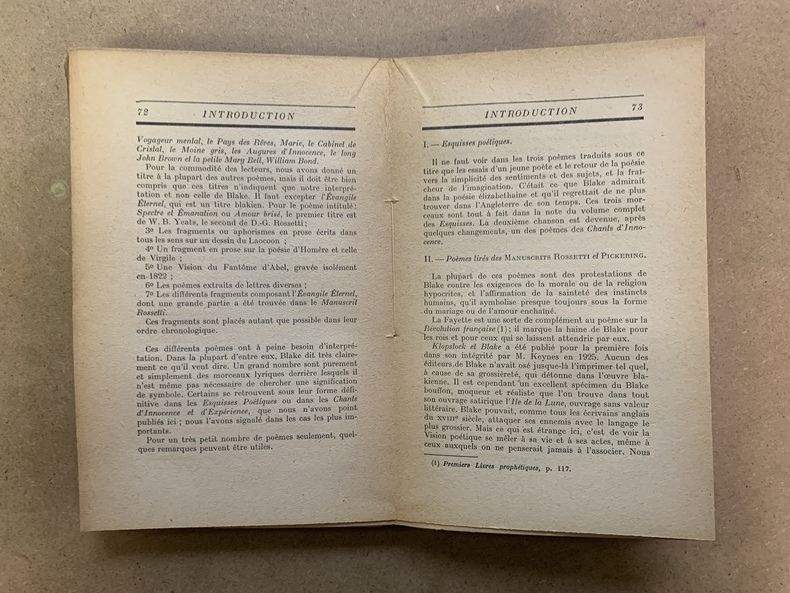 72
INTRODUCTION
Voyageur mental, le Pays des Rêves, Marie, le Cabinet de
Cristal, le Moine gris, les Augures d'Innocence, le long
John Brown et la petite Mary Bell, William Bond.
Pour la commodité des lecteurs, nous avons donné un
titre à la plupart des autres poèmes, mais il doit être bien
compris que ces titres n'indiquent que notre interpré-
tation et non celle de Blake. Il faut excepter l'Évangile
Éternel, qui est un titre blakien. Pour le poème intitulé :
Spectre et Émanation ou Amour brisé, le premier titre est
de W. B. Yeats, le second de D.-G. Rossetti ;
3º Les fragments ou aphorismes en prose écrits dans
tous les sens sur un dessin du Laocoon ;
4º Un fragment en prose sur la poésie d'Homère et celle
de Virgile ;
5º Une Vision du Fantôme d'Abel, gravée isolément
en 1822 ;
6º Les poèmes extraits de lettres diverses ;
7º Les différents fragments composant l'Évangile Éternel,
dont une grande partie a été trouvée dans le Manuscrit
Rossetti.
Ces fragments sont placés autant que possible dans leur
ordre chronologique.
Ces différents poèmes ont à peine besoin d'interpré-
tation. Dans la plupart d'entre eux, Blake dit très claire-
ment ce qu'il veut dire. Un grand nombre sont purement
et simplement des morceaux lyriques derrière lesquels il
n'est même pas nécessaire de chercher une signification
de symbole. Certains se retrouvent sous leur forme défi-
nitive dans les Esquisses Poétiques ou dans les Chants
d'Innocence et d'Expérience, que nous n'avons point
publiés ici ; nous l'avons signalé dans les cas les plus im-
portants.
Pour un très petit nombre de poèmes seulement, quel-
ques remarques peuvent être utiles.
INTRODUCTION
73
I. — Esquisses poétiques.
Il ne faut voir dans les trois poèmes traduits sous ce
titre que les essais d'un jeune poète et le retour de la poésie
vers la simplicité des sentiments et des sujets, et la fraî-
cheur de l'imagination. C'était ce que Blake admirait
dans la poésie élizabethaine et qu'il regrettait de ne plus
trouver dans l'Angleterre de son temps. Ces trois mor-
ceaux sont tout à fait dans la note du volume complet
des Esquisses. La deuxième chanson est devenue, après
quelques changements, un des poèmes des Chants d'Inno-
cence.
II. — Poèmes tirés des MANUSCRITS ROSSETTI et PICKERING.
La plupart de ces poèmes sont des protestations de
Blake contre les exigences de la morale ou de la religion
hypocrites, et l'affirmation de la sainteté des instincts
humains, qu'il symbolise presque toujours sous la forme
du mariage ou de l'amour enchaîné.
La Fayette est une sorte de complément au poème sur la
Révolution française (1) ; il marque la haine de Blake pour
les rois et pour ceux qui se laissent attendrir par eux.
Klopstock et Blake a été publié pour la première fois
dans son intégrité par M. Keynes en 1925. Aucun des
éditeurs de Blake n'avait osé jusque-là l'imprimer tel quel,
à cause de sa grossièreté, qui détonne dans l'œuvre bla-
kienne. Il est cependant un excellent spécimen du Blake
bouffon, moqueur et réaliste que l'on trouve dans tout
son ouvrage satirique l'Ile de la Lune, ouvrage sans valeur
littéraire. Blake pouvait, comme tous les écrivains anglais
du XVIIIe siècle, attaquer ses ennemis avec le langage le
plus grossier. Mais ce qui est étrange ici, c'est de voir la
Vision poétique se mêler à sa vie et à ses actes, même à
ceux auxquels on ne penserait jamais à l'associer. Nous
(1) Premiers Livres prophétiques, p. 117.